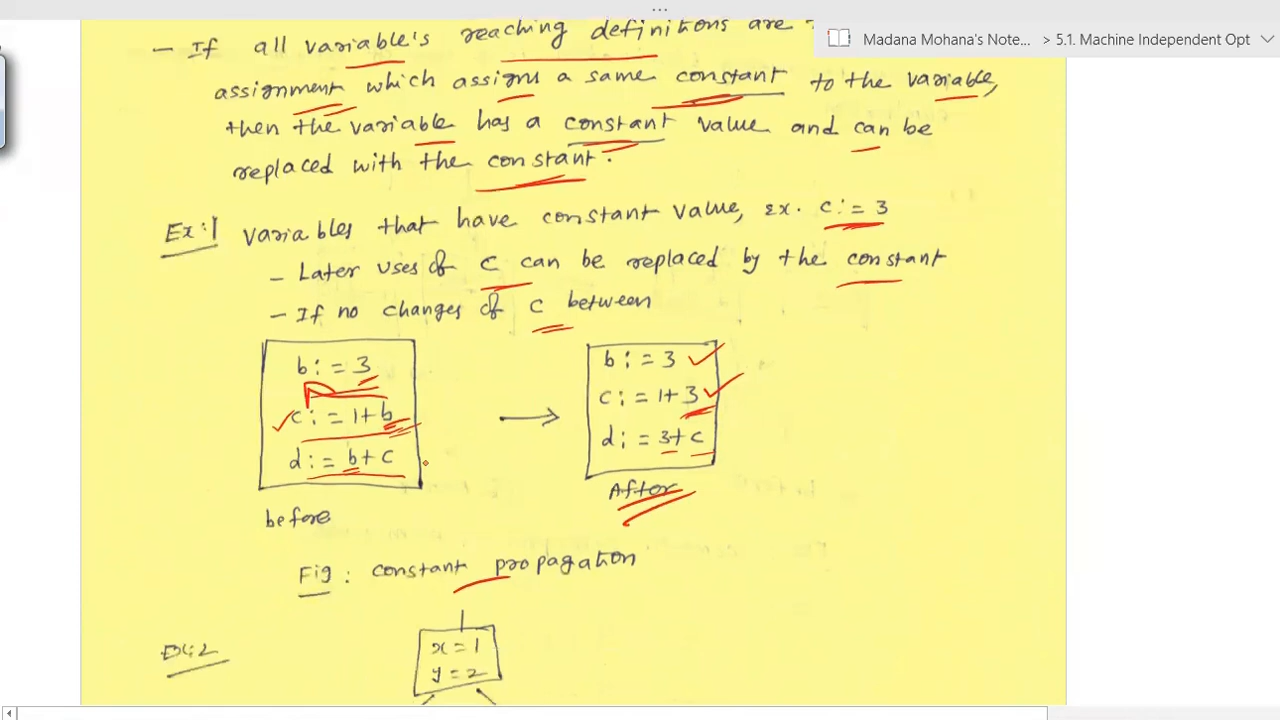 ...
Madana Mohana's Note... > 5.1. Machine Independent Opt
- If all variable's reaching definitions are
assignment which assigns a same constant to the variable,
then the variable has a constant value and can be
replaced with the constant.
Ex:1 variables that have constant value, Ex. c := 3
- Later uses of c can be replaced by the constant
- If no changes of c between
b := 3
c := 1+b
d := b+c
before
b := 3
c := 1+3
d := 3+c
After
Fig : constant propagation
Ex:2
x = 1
y = 2